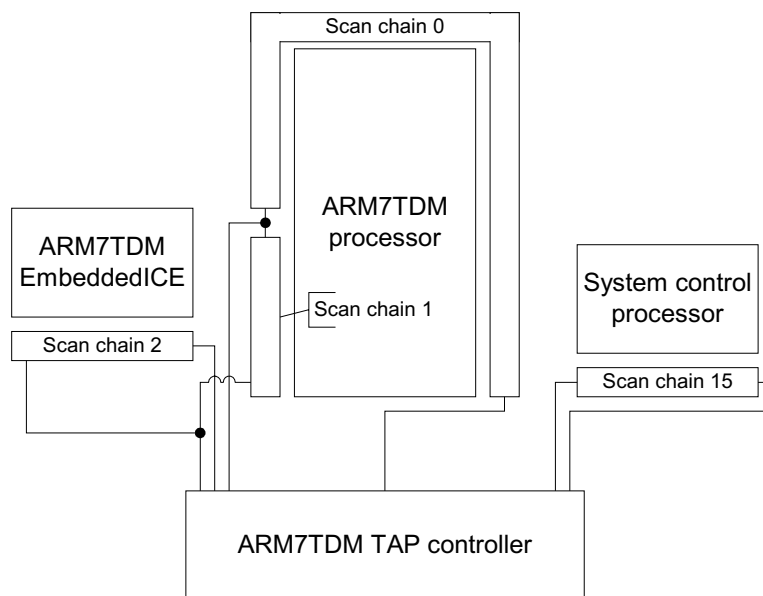 Scan chain 0
ARM7TDM
processor
ARM7TDM
EmbeddedICE
Scan chain 1
System control
processor
Scan chain 2
Scan chain 15
ARM7TDM TAP controller